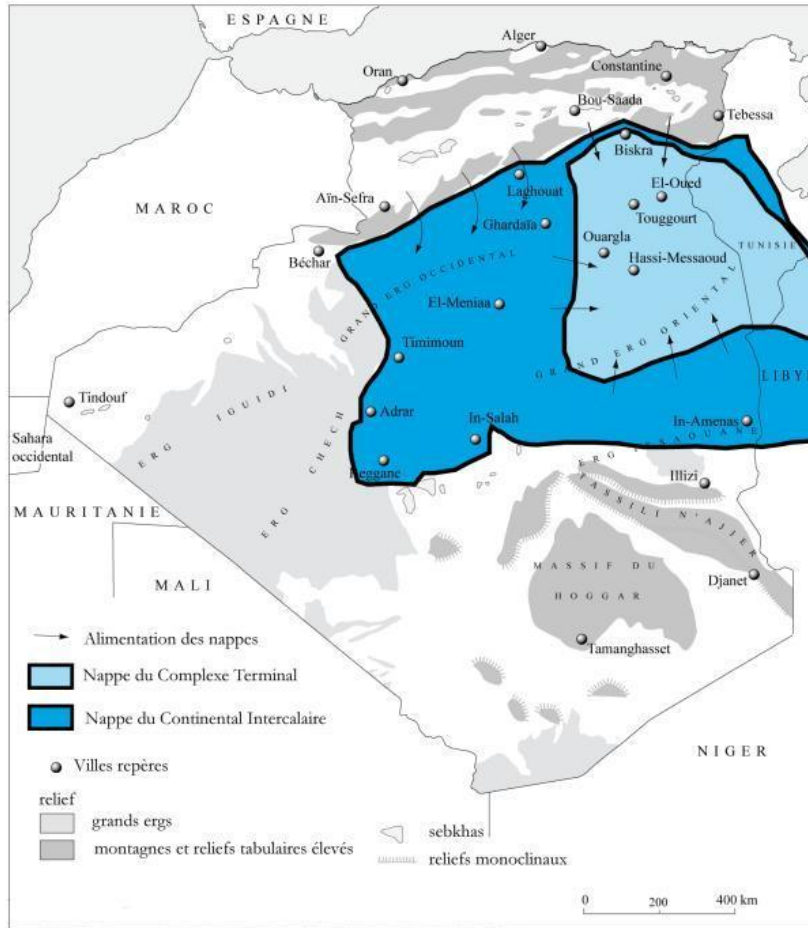 ESPAGNE
Alger
Oran
Constantine
Bou-Saada
Tebessa
Biskra
MAROC
Aïn-Sefra
Laghouat
El-Oued
Touggourt
Ghardaïa
Ouargla
TUNISIE
Béchar
Hassi-Messaoud
GRAND ERG OCCIDENTAL
El-Meniaa
GRAND ERG ORIENTAL
Timimoun
LIBY
Tindouf
ERG IGUIDI
Adrar
In-Salah
In-Amenas
Sahara
occidental
ERG CHECH
Reggane
ERG
Illizi
TASSILI N'AJJER
MAURITANIE
MASSIF DU
HOGGAR
Djanet
MALI
Tamanghasset
Alimentation des nappes
Nappe du Complexe Terminal
Nappe du Continental Intercalaire
NIGER
Villes repères
relief
grands ergs
sebkhas
montagnes et reliefs tabulaires élevés
reliefs monoclinaux
0 200 400 km